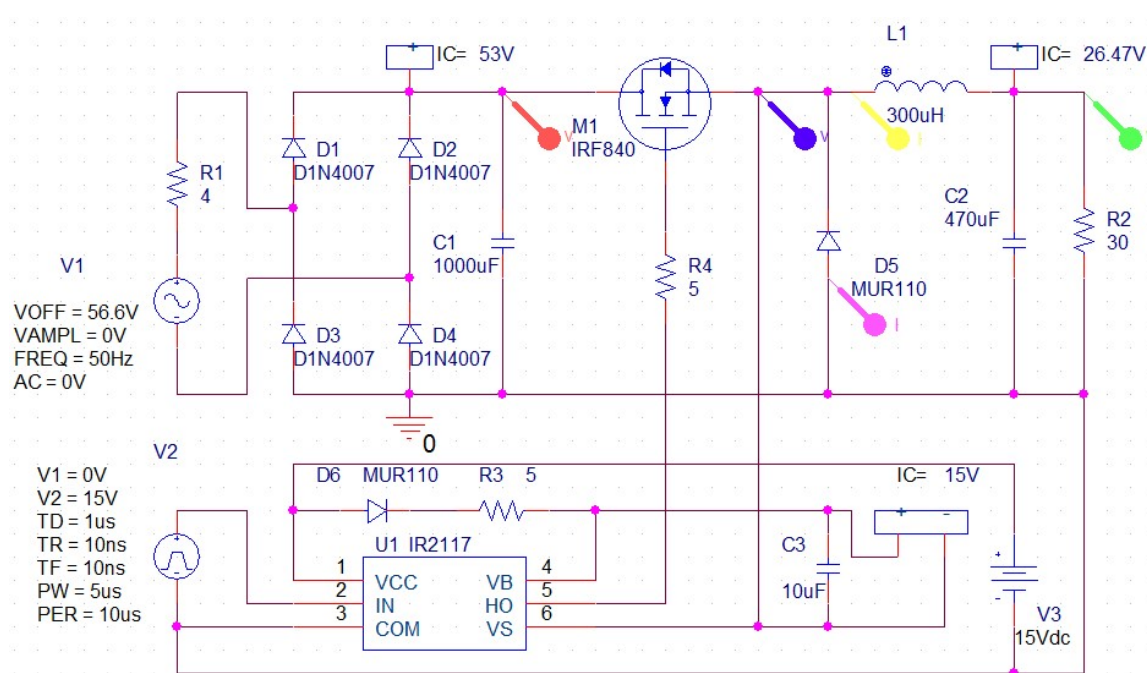 L1
IC= 53V
IC= 26.47V
300uH
M1
IRF840
V
V
I
D1
D1N4007
D2
D1N4007
R1
4
C1
1000uF
C2
470uF
R2
30
V1
R4
5
D5
MUR110
I
VOFF = 56.6V
VAMPL = 0V
FREQ = 50Hz
AC = 0V
D3
D1N4007
D4
D1N4007
0
V2
V1 = 0V
V2 = 15V
TD = 1us
TR = 10ns
TF = 10ns
PW = 5us
PER = 10us
D6 MUR110 R3 5
IC= 15V
U1 IR2117
C3
10uF
1 VCC VB 4
2 IN HO 5
3 COM VS 6
V3
15Vdc